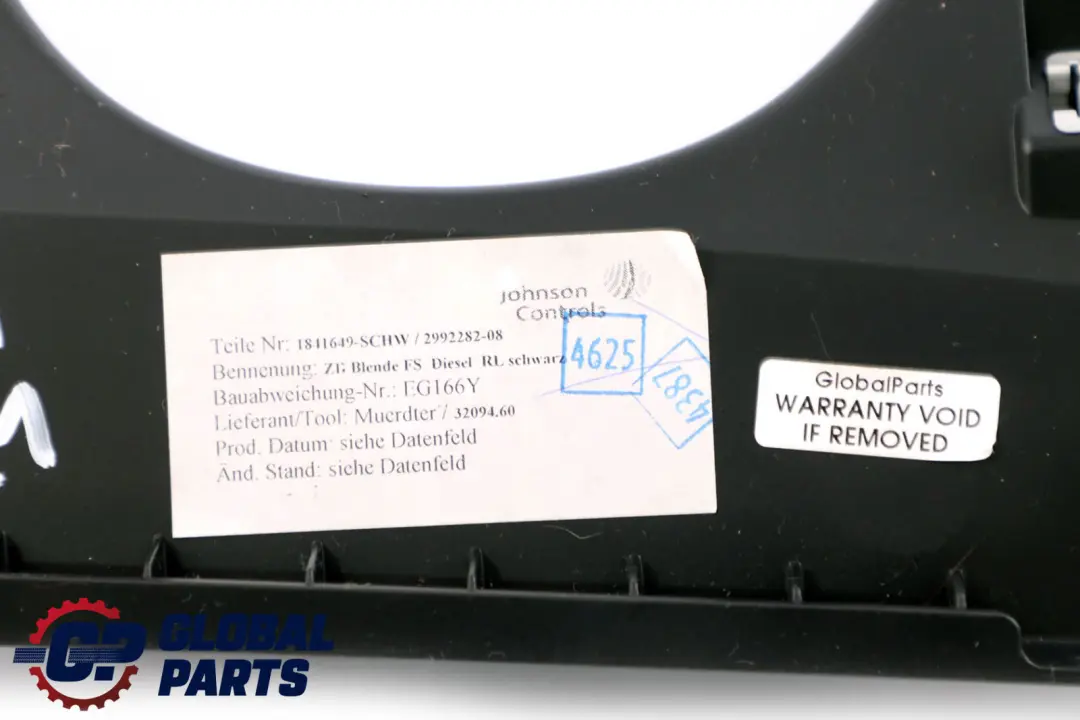 Johnson
Controls
Teile Nr: 1841649-SCHW / 2992282-08
Bennenung: ZB Blende FS Diesel RL schwarz
Bauabweichung-Nr.: EG166Y
Lieferant/Tool: Muerdter / 32094.60
Prod. Datum: siehe Datenfeld
Änd. Stand: siehe Datenfeld
4625
4387
GlobalParts
WARRANTY VOID
IF REMOVED
GP
GLOBAL
PARTS